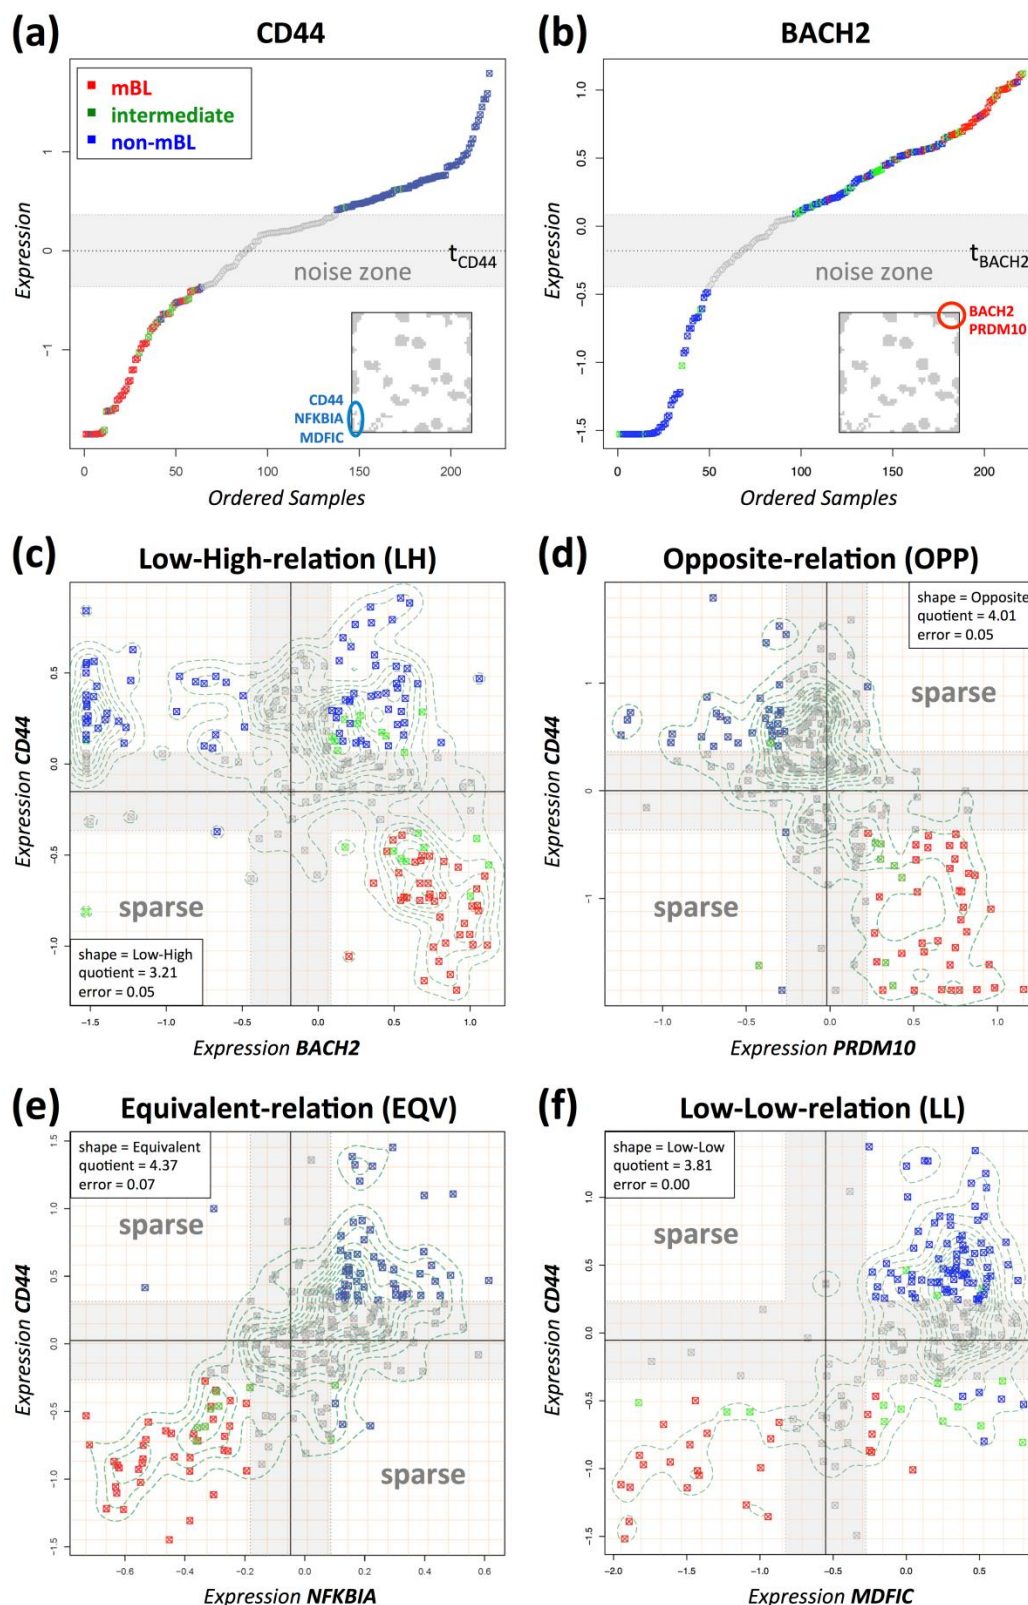 (a) CD44
mBL
intermediate
non-mBL
Expression
1
0
−1
tCD44
noise zone
CD44
NFKBIA
MDFIC
0 50 100 150 200
Ordered Samples
(b) BACH2
Expression
1.0
0.5
0.0
−0.5
−1.0
−1.5
tBACH2
noise zone
BACH2
PRDM10
0 50 100 150 200
Ordered Samples
(c) Low-High-relation (LH)
Expression CD44
0.5
0.0
−0.5
−1.0
sparse
shape = Low-High
quotient = 3.21
error = 0.05
−1.5 −1.0 −0.5 0.0 0.5 1.0
Expression BACH2
(d) Opposite-relation (OPP)
shape = Opposite
quotient = 4.01
error = 0.05
sparse
Expression CD44
1
0
−1
sparse
−1.0 −0.5 0.0 0.5 1.0
Expression PRDM10
(e) Equivalent-relation (EQV)
shape = Equivalent
quotient = 4.37
error = 0.07
sparse
Expression CD44
1.5
1.0
0.5
0.0
−0.5
−1.0
−1.5
sparse
−0.6 −0.4 −0.2 0.0 0.2 0.4 0.6
Expression NFKBIA
(f) Low-Low-relation (LL)
shape = Low-Low
quotient = 3.81
error = 0.00
sparse
Expression CD44
1.5
1.0
0.5
0.0
−0.5
−1.0
−1.5
−2.0 −1.5 −1.0 −0.5 0.0 0.5
Expression MDFIC